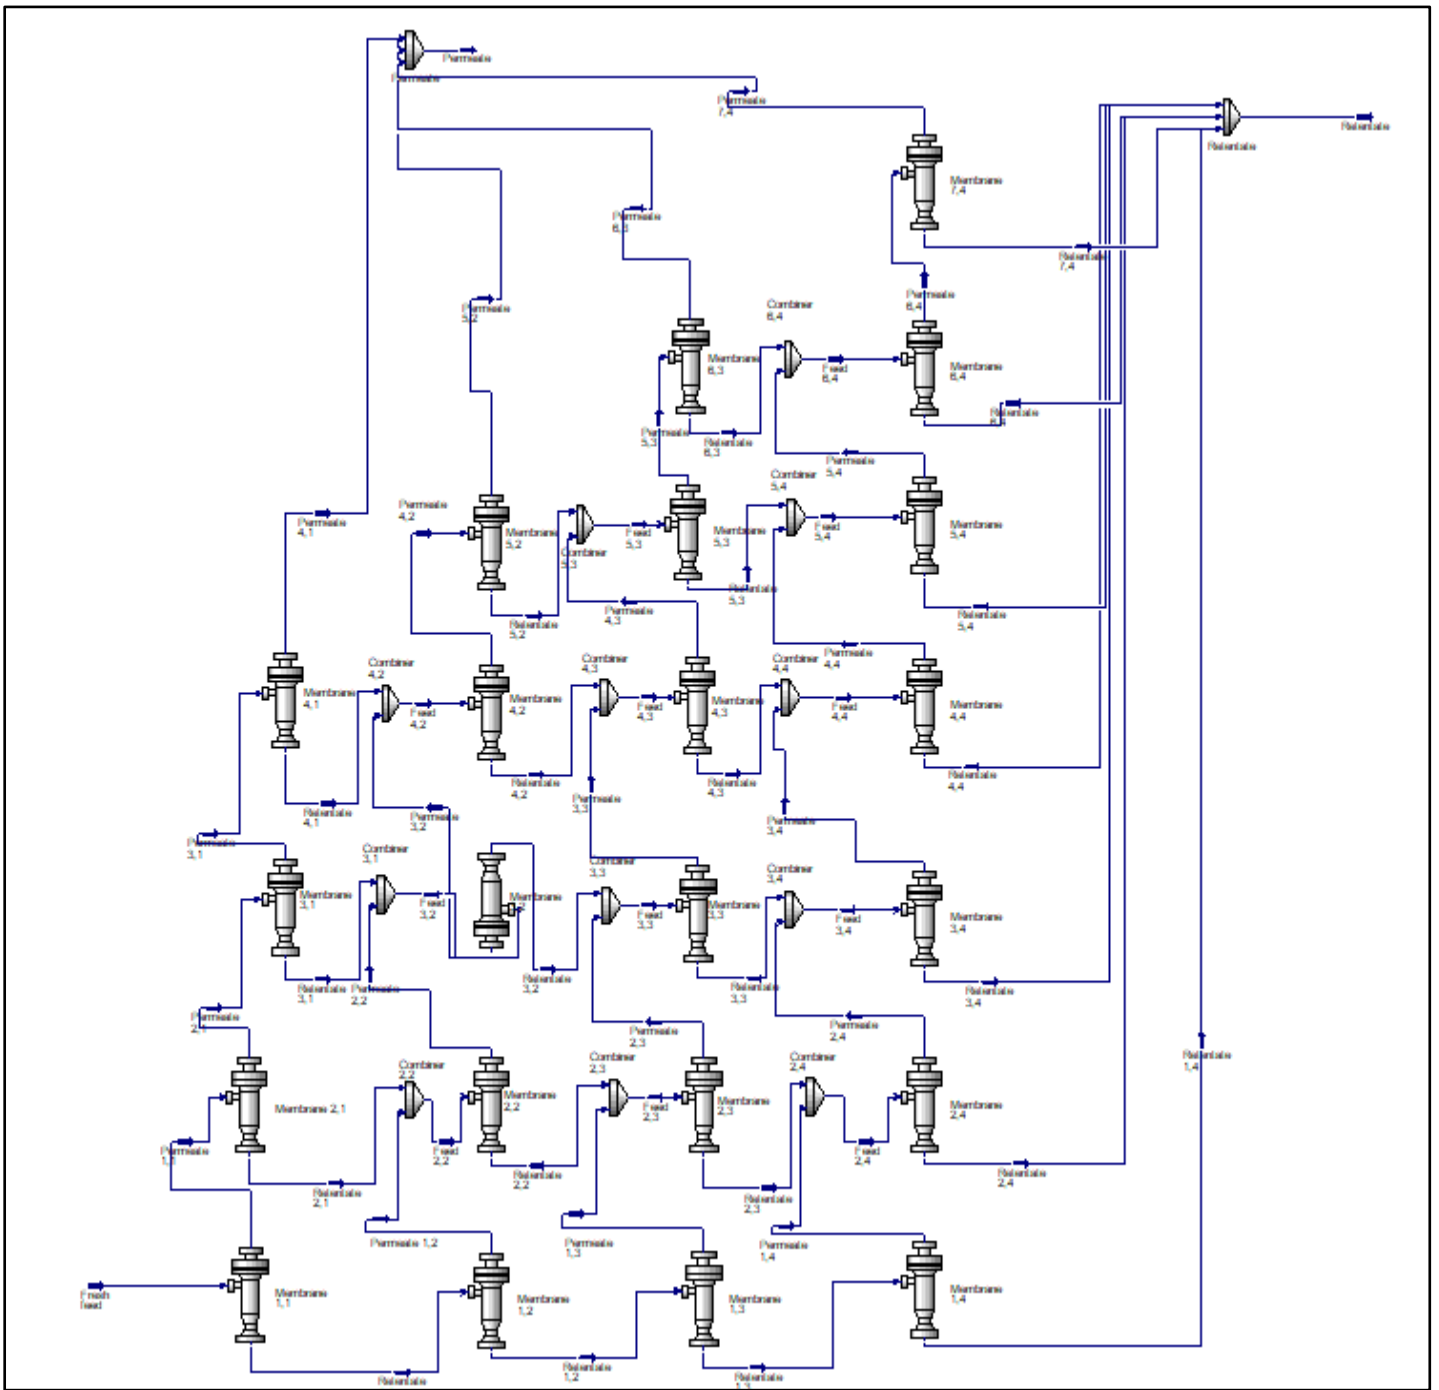 Permeate
Permeate
Permeate
7,4
Retentate
Retentate
Membrane
7,4
Permeate
6,3
Retentate
7,4
Permeate
5,2
Combiner
6,4
Permeate
6,4
Membrane
6,3
Feed
6,4
Membrane
6,4
Permeate
5,3
Retentate
6,3
Retentate
6,4
Permeate
5,4
Combiner
5,4
Permeate
4,1
Permeate
4,2
Membrane
5,2
Combiner
5,3
Feed
5,3
Membrane
5,3
Feed
5,4
Membrane
5,4
Retentate
5,2
Permeate
4,3
Retentate
5,3
Retentate
5,4
Combiner
4,2
Combiner
4,3
Combiner
4,4
Permeate
4,4
Membrane
4,1
Feed
4,2
Membrane
4,2
Feed
4,3
Membrane
4,3
Feed
4,4
Membrane
4,4
Retentate
4,1
Permeate
3,2
Retentate
4,2
Permeate
3,3
Retentate
4,3
Retentate
4,4
Permeate
3,1
Permeate
3,4
Combiner
3,1
Combiner
3,3
Combiner
3,4
Membrane
3,1
Feed
3,2
Membrane
Feed
3,3
Membrane
3,3
Feed
3,4
Membrane
3,4
Retentate
3,1
Permeate
2,2
Retentate
3,2
Retentate
3,3
Retentate
3,4
Permeate
2,1
Permeate
2,3
Permeate
2,4
Combiner
2,2
Combiner
2,3
Combiner
2,4
Retentate
1,4
Membrane 2,1
Membrane
2,2
Feed
2,3
Membrane
2,3
Membrane
2,4
Permeate
1,1
Feed
2,2
Feed
2,4
Retentate
2,1
Retentate
2,2
Retentate
2,3
Retentate
2,4
Permeate 1,2
Permeate
1,3
Permeate
1,4
Fresh
feed
Membrane
1,1
Membrane
1,2
Membrane
1,3
Membrane
1,4
Retentate
Retentate
1,2
Retentate
1,3